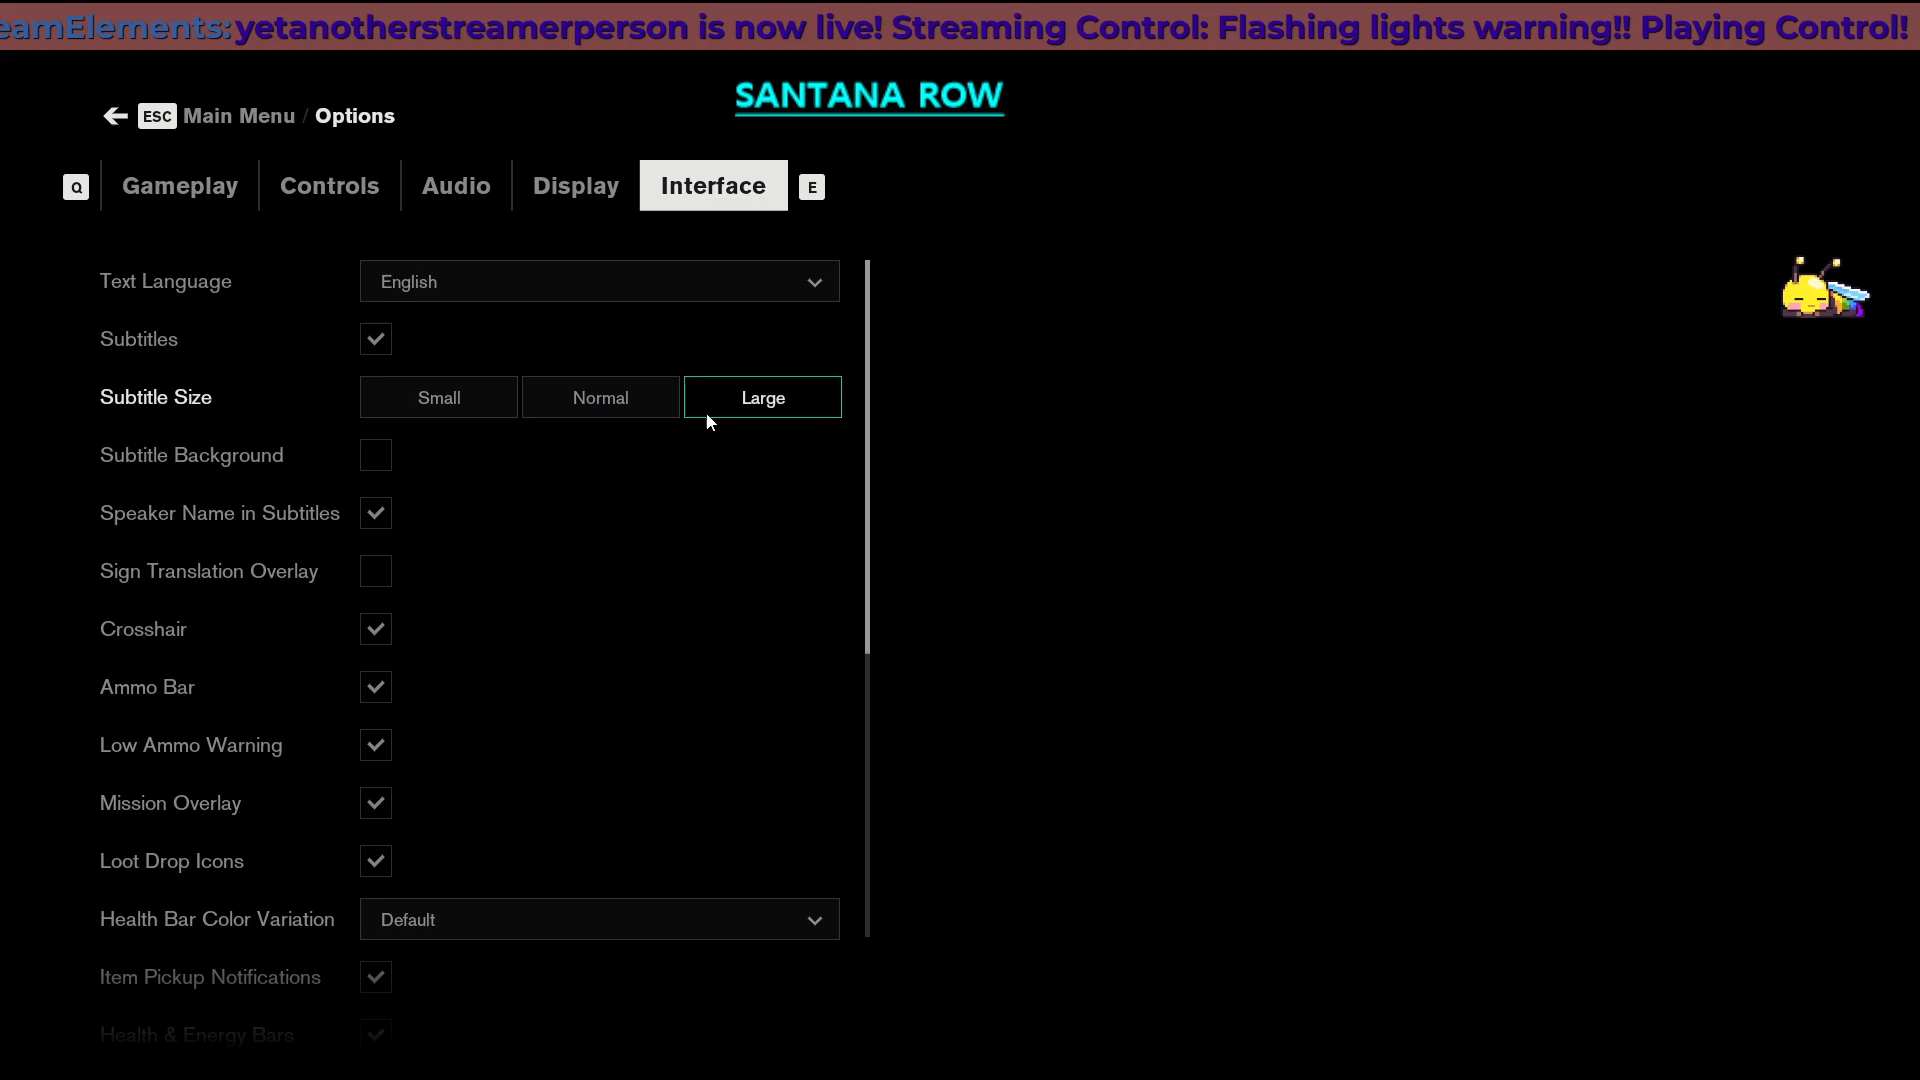 eamElements: yetanotherstreamerperson is now live! Streaming Control: Flashing lights warning!! Playing Control!
SANTANA ROW
ESC Main Menu / Options
Q Gameplay Controls Audio Display Interface E
Text Language English
Subtitles
Subtitle Size Small Normal Large
Subtitle Background
Speaker Name in Subtitles
Sign Translation Overlay
Crosshair
Ammo Bar
Low Ammo Warning
Mission Overlay
Loot Drop Icons
Health Bar Color Variation Default
Item Pickup Notifications
Health & Energy Bars